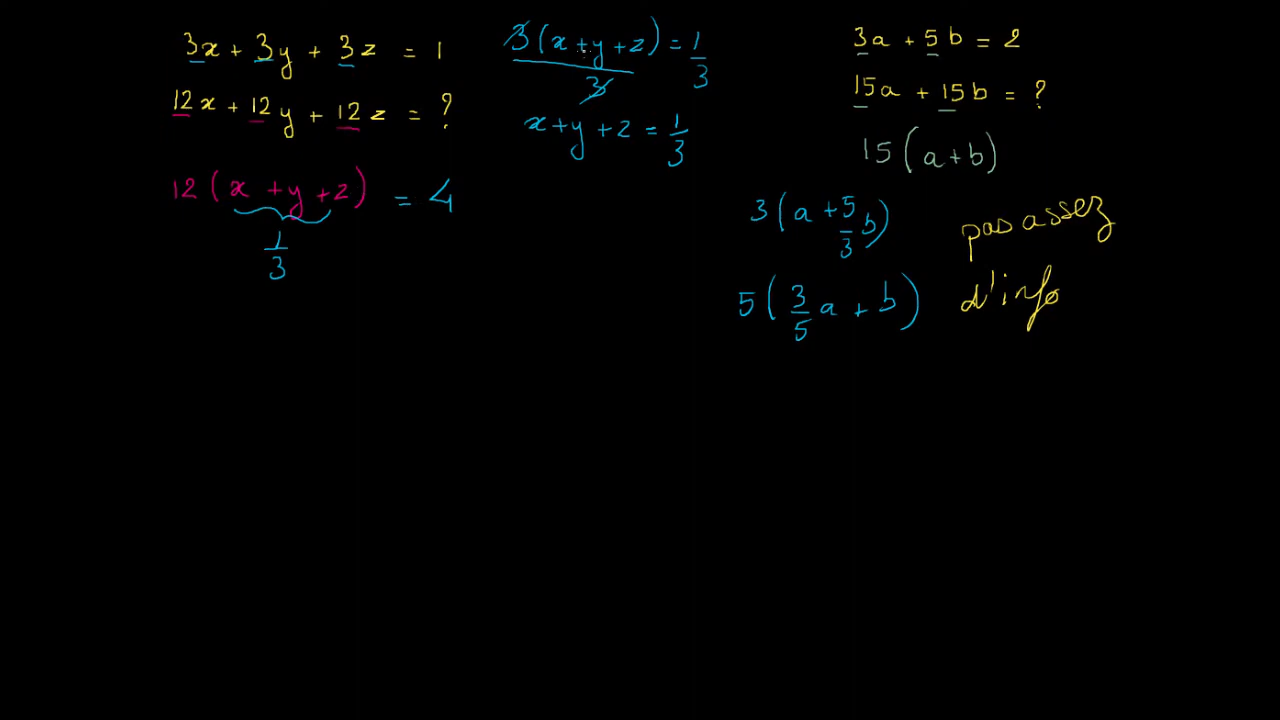 3x + 3y + 3z = 1
12x + 12y + 12z = ?
12(x + y + z) = 4
1/3
3(x + y + z)/3 = 1/3
x + y + z = 1/3
3a + 5b = 2
15a + 15b = ?
15(a + b)
3(a + 5/3 b)
5(3/5 a + b)
pas assez
d'info